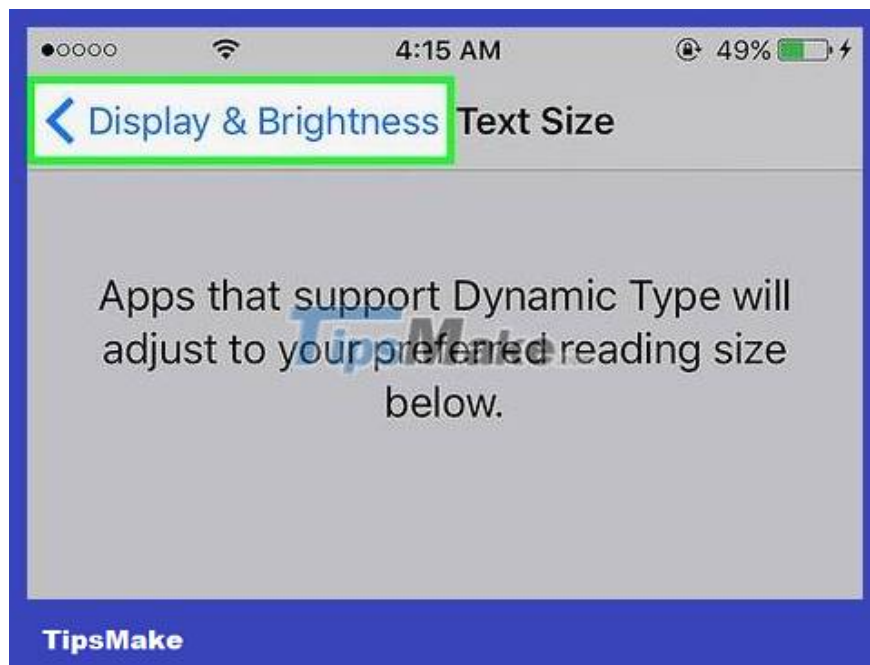 4:15 AM 49%
Display & Brightness Text Size
Apps that support Dynamic Type will
adjust to your preferred reading size
below.
TipsMake
TipsMake